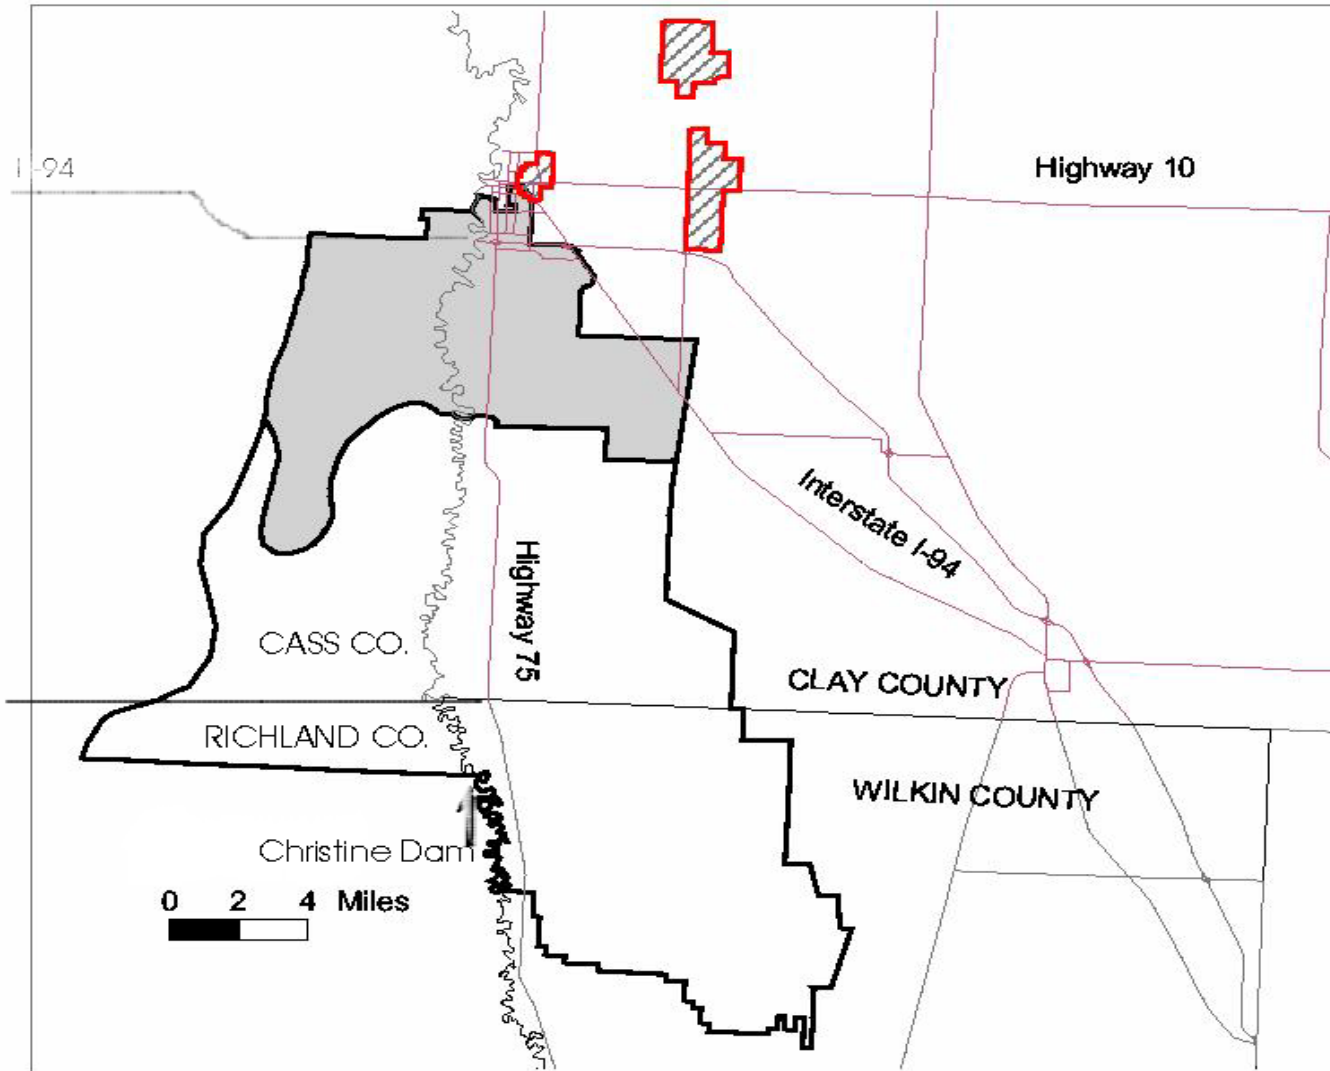 I-94
Highway 10
Interstate I-94
Highway 75
CASS CO.
CLAY COUNTY
RICHLAND CO.
WILKIN COUNTY
Christine Dam
0 2 4 Miles